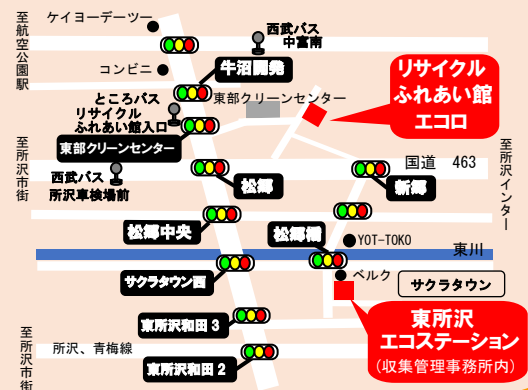 至航空公園駅
ケイヨーデーツー
西武バス
中富南
コンビニ
牛沼開発
リサイクル
ふれあい館
エコロ
ところバス
リサイクル
ふれあい館入口
東部クリーンセンター
東部クリーンセンター
至所沢市街
西武バス
所沢車検場前
松郷
国道 463
新郷
至所沢インター
松郷中央
松郷橋
YOT-TOKO
東川
サクラタウン西
ベルク
サクラタウン
東所沢和田 3
東所沢
エコステーション
(収集管理事務所内)
至所沢市街
所沢、青梅線
東所沢和田 2